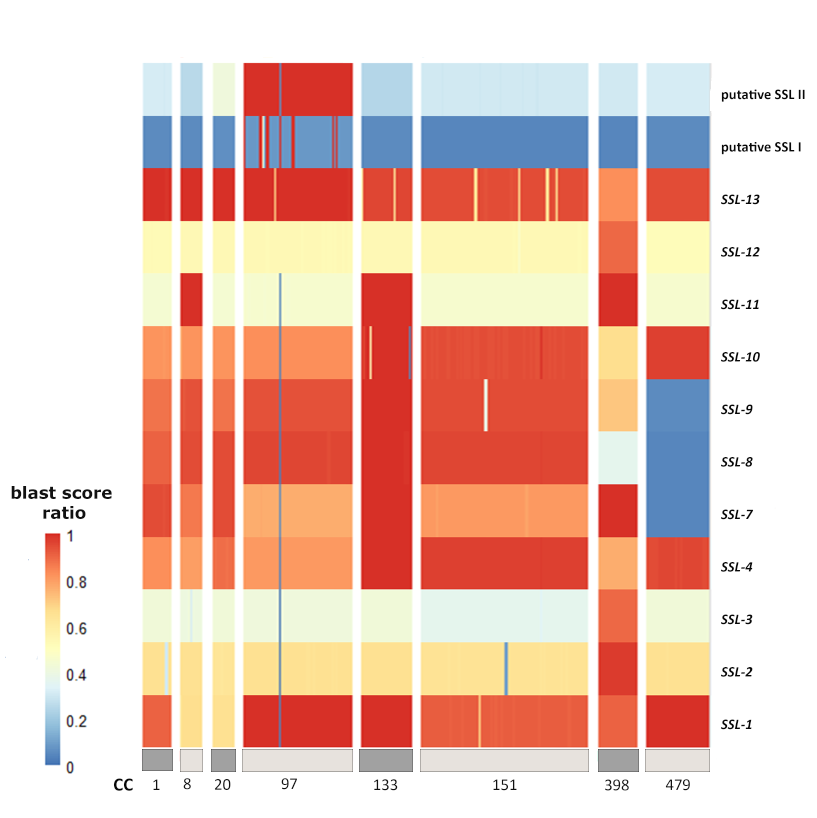 putative SSL II
putative SSL I
SSL-13
SSL-12
SSL-11
SSL-10
SSL-9
SSL-8
SSL-7
SSL-4
SSL-3
SSL-2
SSL-1
blast score
ratio
1
0.8
0.6
0.4
0.2
0
CC 1 8 20 97 133 151 398 479